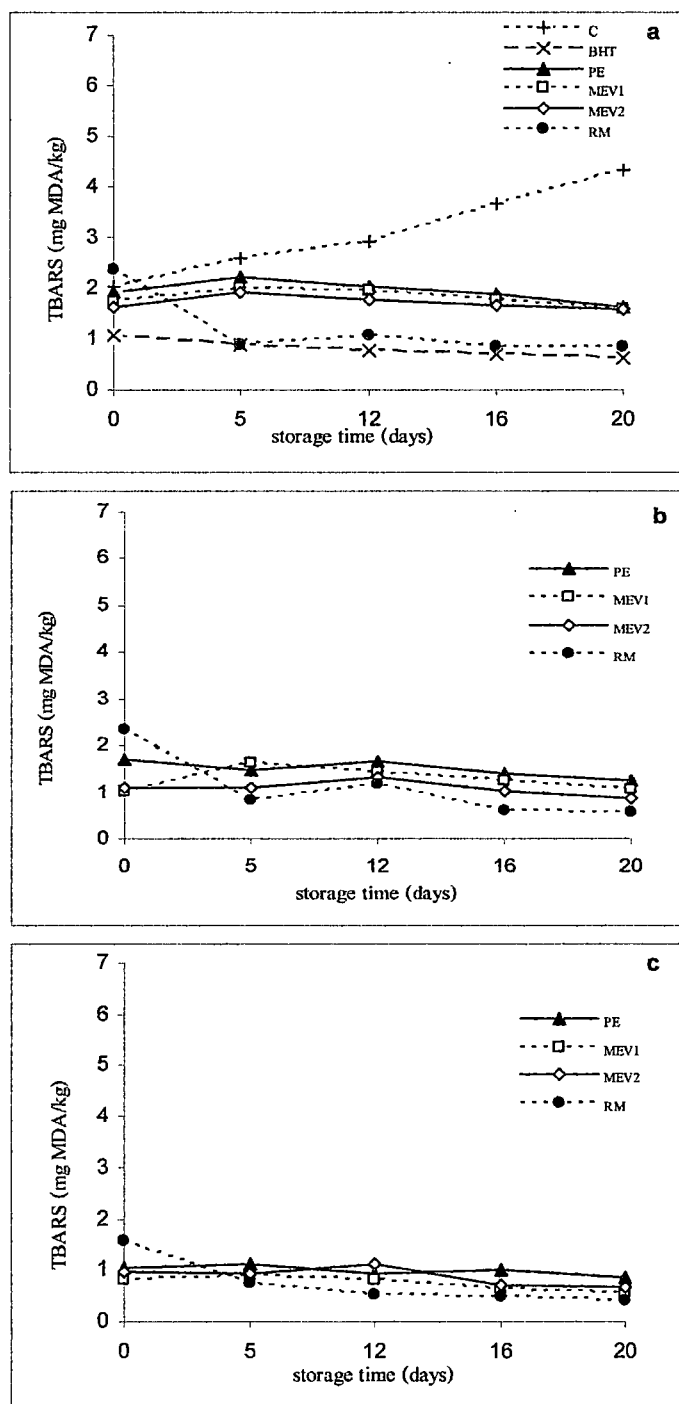 a
C
BHT
PE
MEV1
MEV2
RM
7
6
5
4
3
2
1
0
TBARS (mg MDA/kg)
0 5 12 16 20
storage time (days)
b
PE
MEV1
MEV2
RM
7
6
5
4
3
2
1
0
TBARS (mg MDA/kg)
0 5 12 16 20
storage time (days)
c
PE
MEV1
MEV2
RM
7
6
5
4
3
2
1
0
TBARS (mg MDA/kg)
0 5 12 16 20
storage time (days)